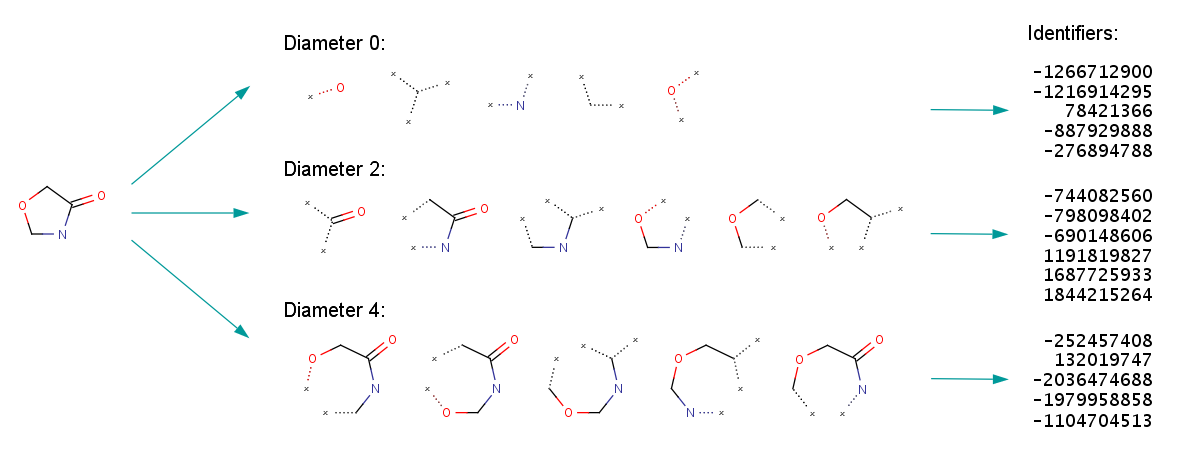 Diameter 0:
Identifiers:
x O
x x x
x N x
x x
O x x
-1266712900
-1216914295
78421366
-887929888
-276894788
O O N
Diameter 2:
x O x
x O x N
x x x N
O x x N
O x x
O x x x
-744082560
-798098402
-690148606
1191819827
1687725933
1844215264
Diameter 4:
O O x N x
x O x N O
x x x N O
O x x N x
O O N x x
-252457408
132019747
-2036474688
-1979958858
-1104704513